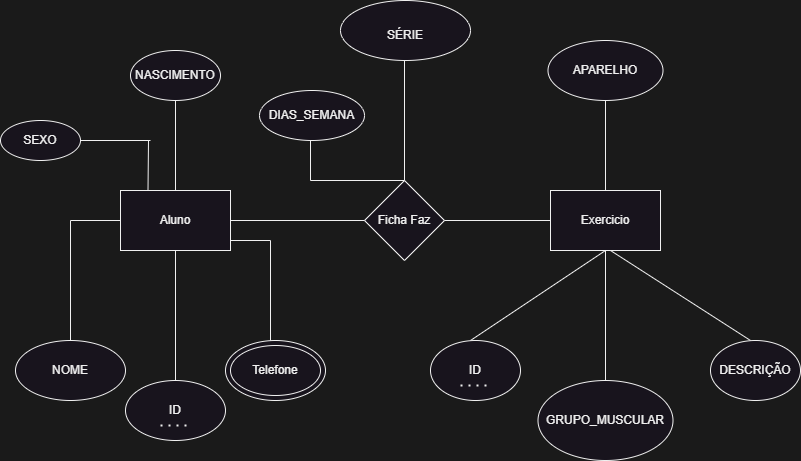 SÉRIE
NASCIMENTO
APARELHO
DIAS_SEMANA
SEXO
Aluno
Ficha Faz
Exercicio
NOME
Telefone
ID
ID
DESCRIÇÃO
GRUPO_MUSCULAR